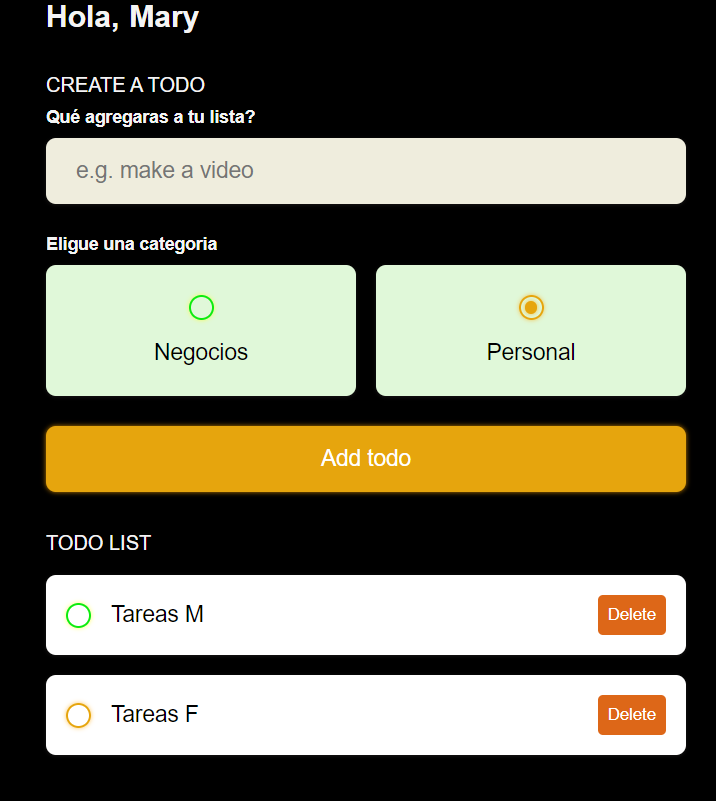 Hola, Mary
CREATE A TODO
Qué agregaras a tu lista?
e.g. make a video
Eligue una categoria
Negocios
Personal
Add todo
TODO LIST
Tareas M
Delete
Tareas F
Delete